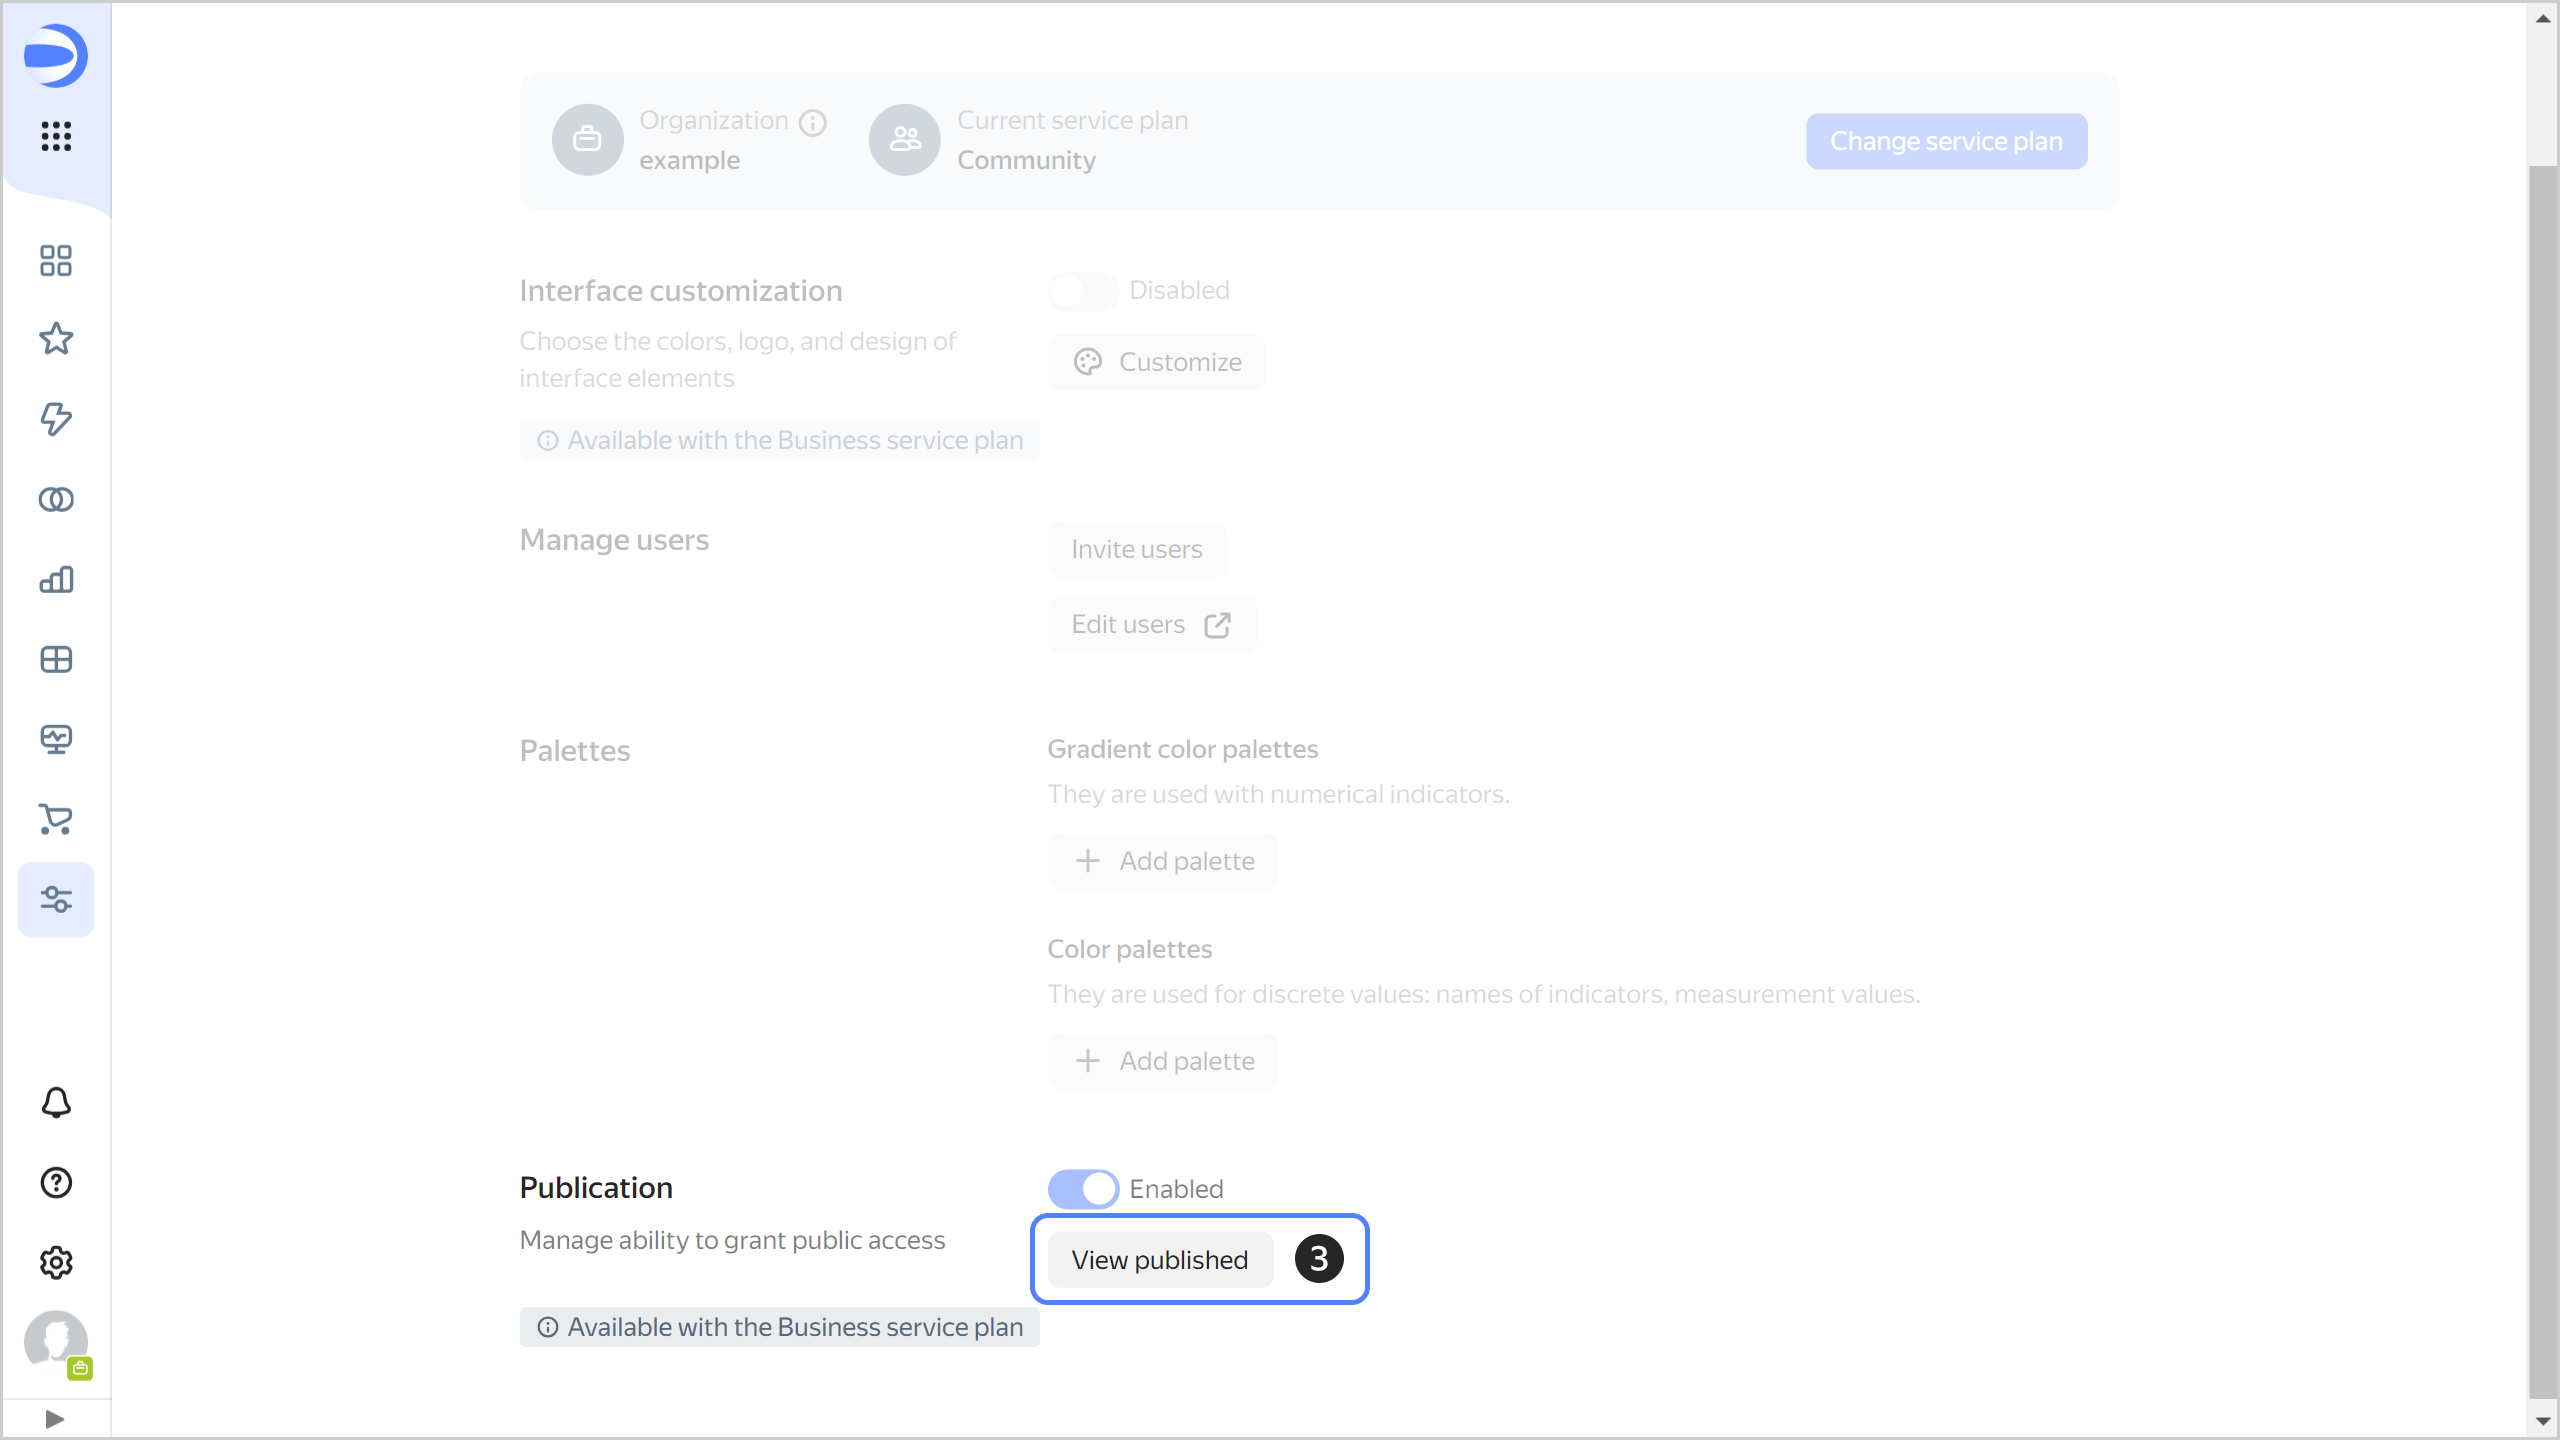 Organization
example
Current service plan
Community
Change service plan
Interface customization
Disabled
Choose the colors, logo, and design of
interface elements
Customize
Available with the Business service plan
Manage users
Invite users
Edit users
Palettes
Gradient color palettes
They are used with numerical indicators.
Add palette
Color palettes
They are used for discrete values: names of indicators, measurement values.
Add palette
Publication
Enabled
Manage ability to grant public access
View published
3
Available with the Business service plan